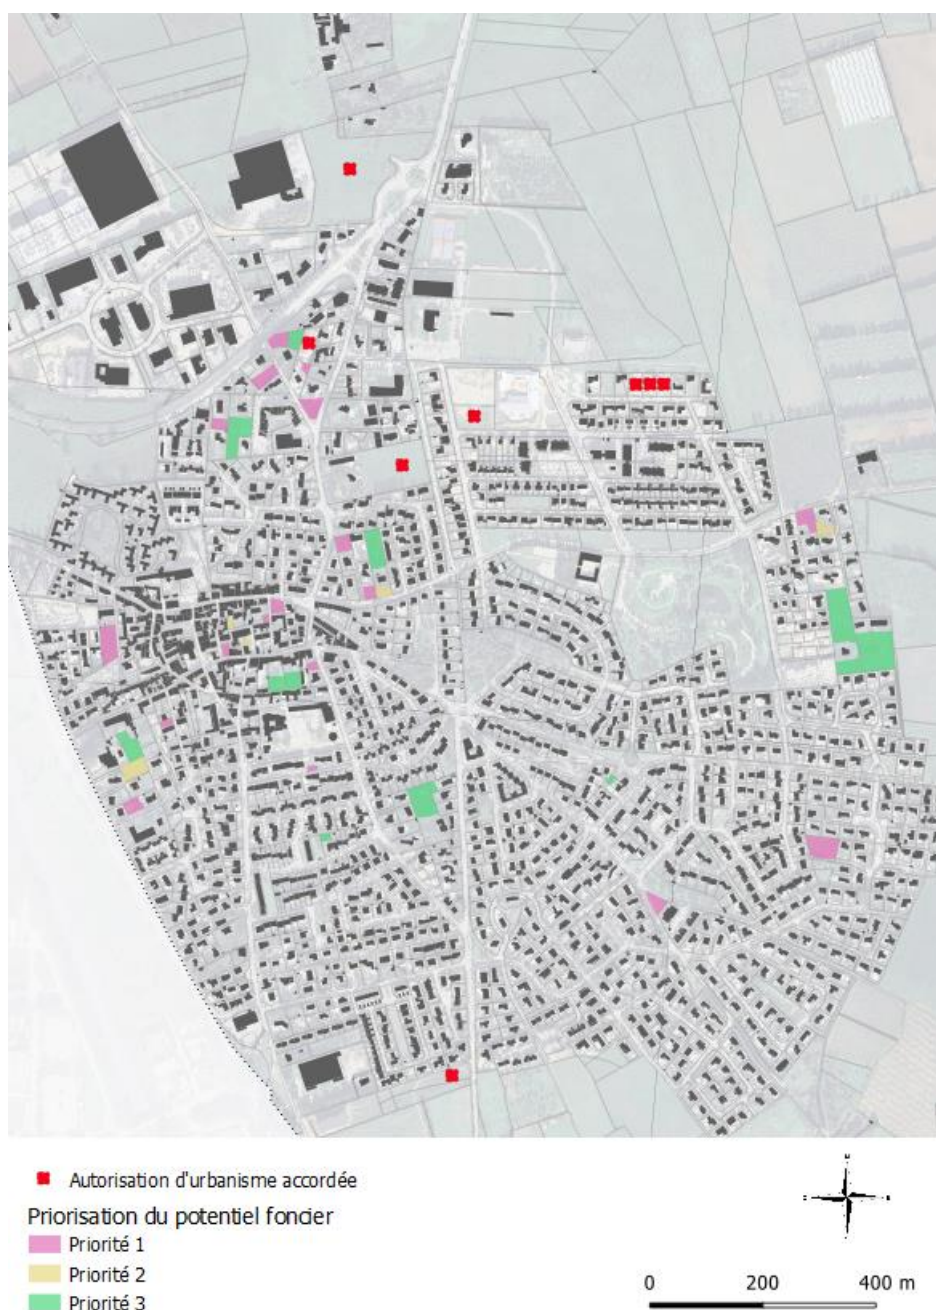 Autorisation d'urbanisme accordée
Priorisation du potentiel foncier
Priorité 1
Priorité 2
Priorité 3
0 200 400 m